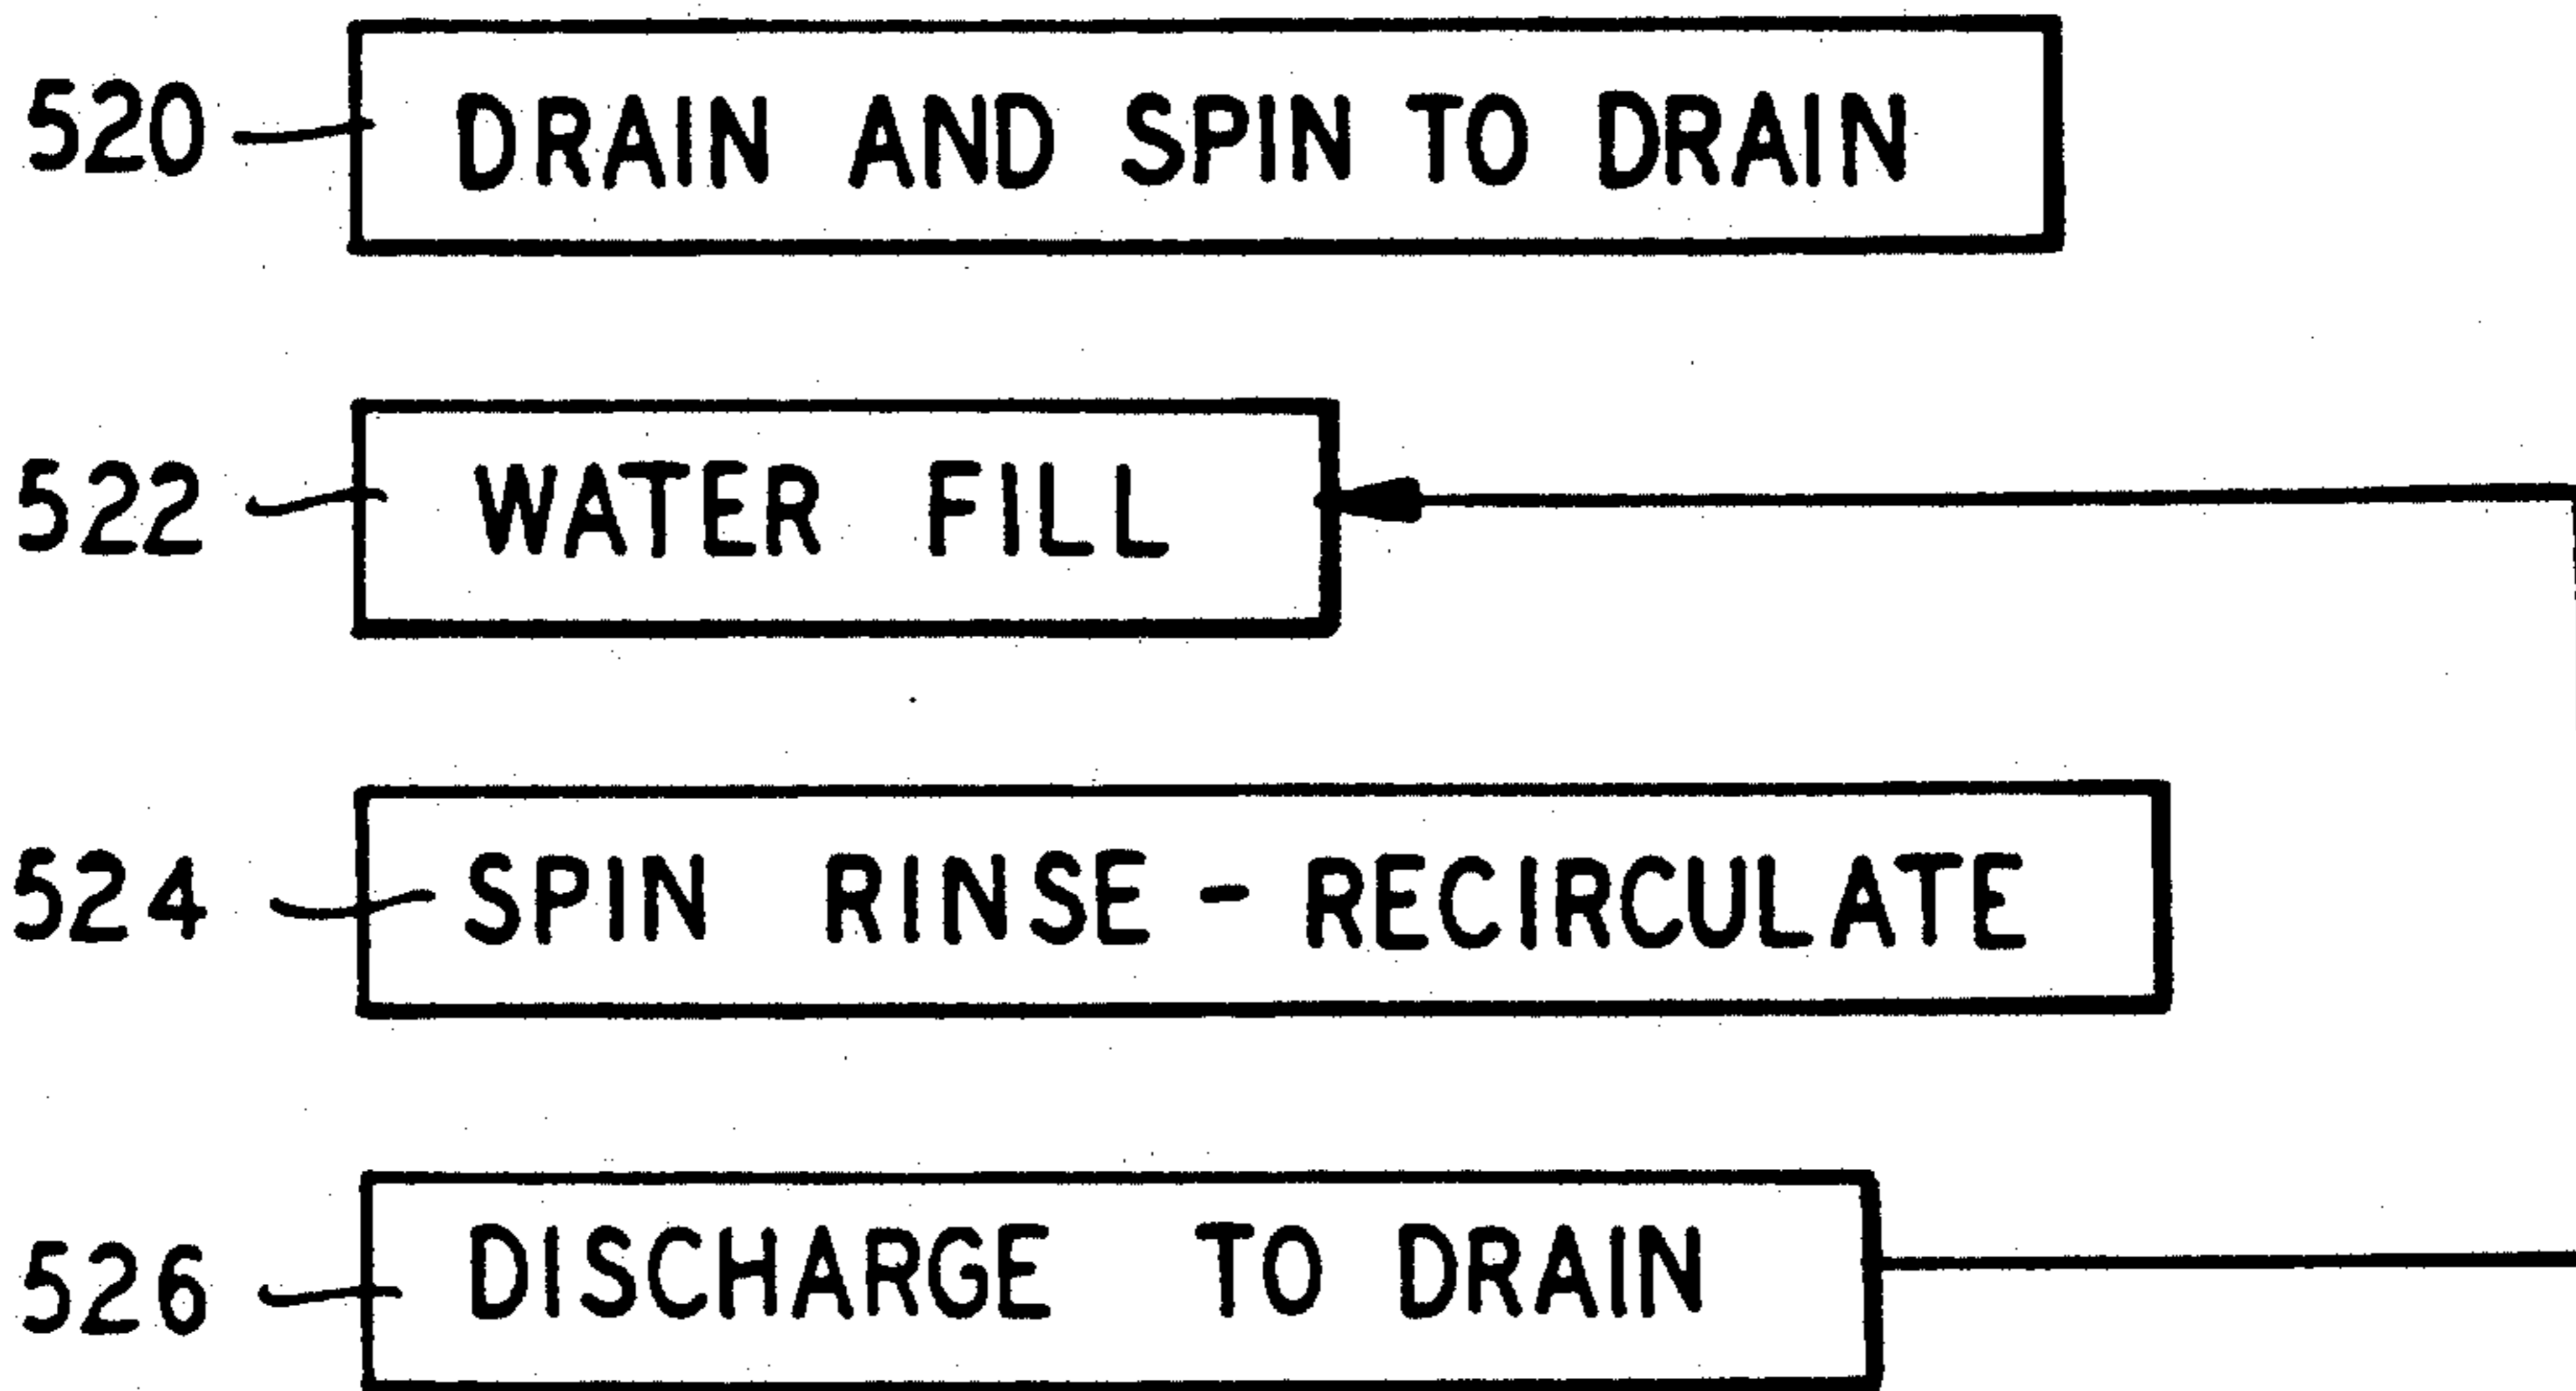 520 DRAIN AND SPIN TO DRAIN
522 WATER FILL
524 SPIN RINSE - RECIRCULATE
526 DISCHARGE TO DRAIN